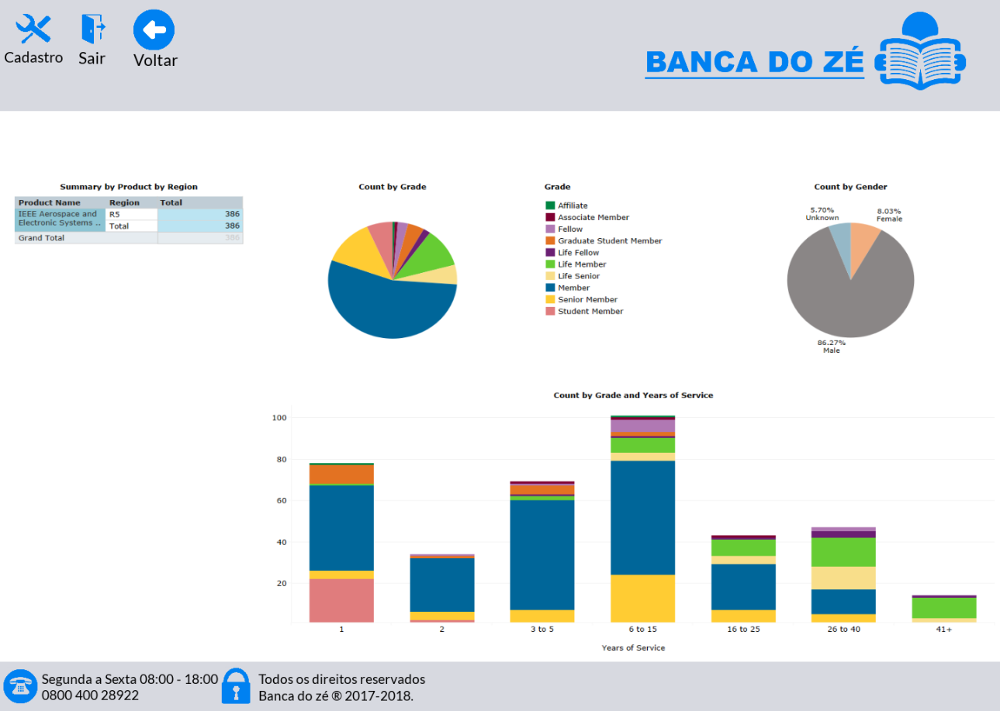 Cadastro
Sair
Voltar
BANCA DO ZÉ
Summary by Product by Region
Product Name Region Total
IEEE Aerospace and
Electronic Systems ..
R5 386
Total 386
Grand Total 386
Count by Grade
Grade
Affiliate
Associate Member
Fellow
Graduate Student Member
Life Fellow
Life Member
Life Senior
Member
Senior Member
Student Member
Count by Gender
5.70%
Unknown
8.03%
Female
86.27%
Male
Count by Grade and Years of Service
100
80
60
40
20
1 2 3 to 5 6 to 15 16 to 25 26 to 40 41+
Years of Service
Segunda a Sexta 08:00 - 18:00
0800 400 28922
Todos os direitos reservados
Banca do zé ® 2017-2018.